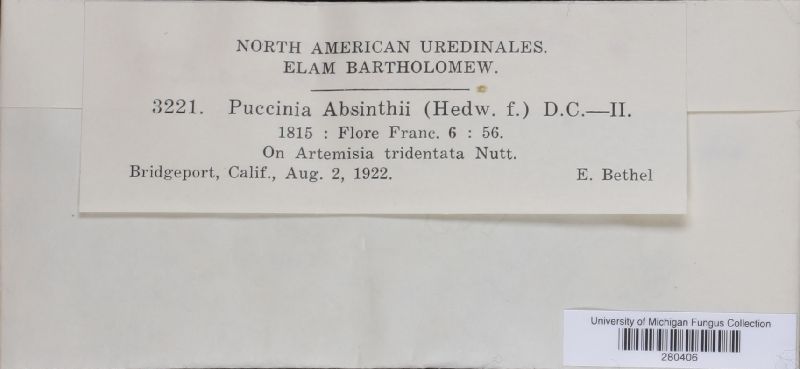 NORTH AMERICAN UREDINALES.
ELAM BARTHOLOMEW.
3221. Puccinia Absinthii (Hedw. f.) D.C.—II.
1815 : Flore Franc. 6 : 56.
On Artemisia tridentata Nutt.
Bridgeport, Calif., Aug. 2, 1922. E. Bethel
University of Michigan Fungus Collection
280406